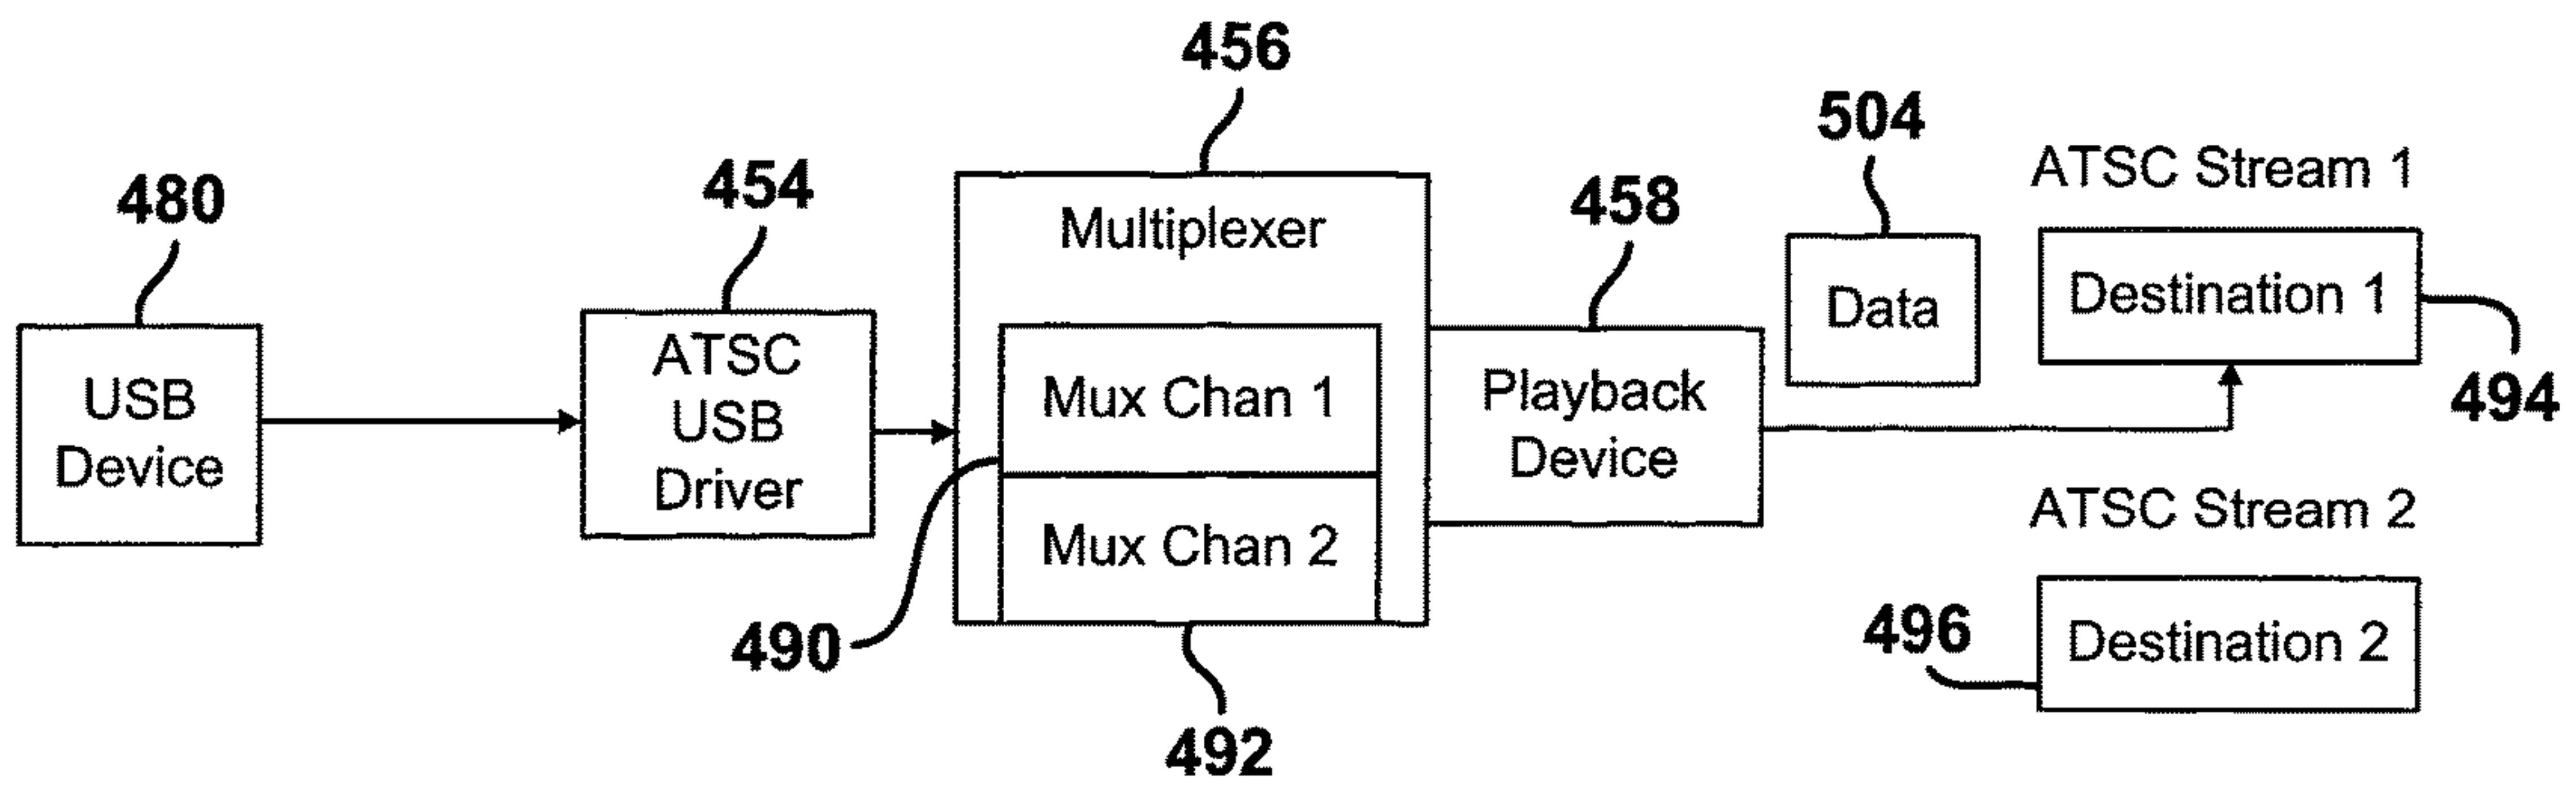 456
504
ATSC Stream 1
480
454
Multiplexer
458
Data
Destination 1
USB
Device
ATSC
USB
Driver
Mux Chan 1
Playback
Device
494
Mux Chan 2
ATSC Stream 2
490
496
Destination 2
492